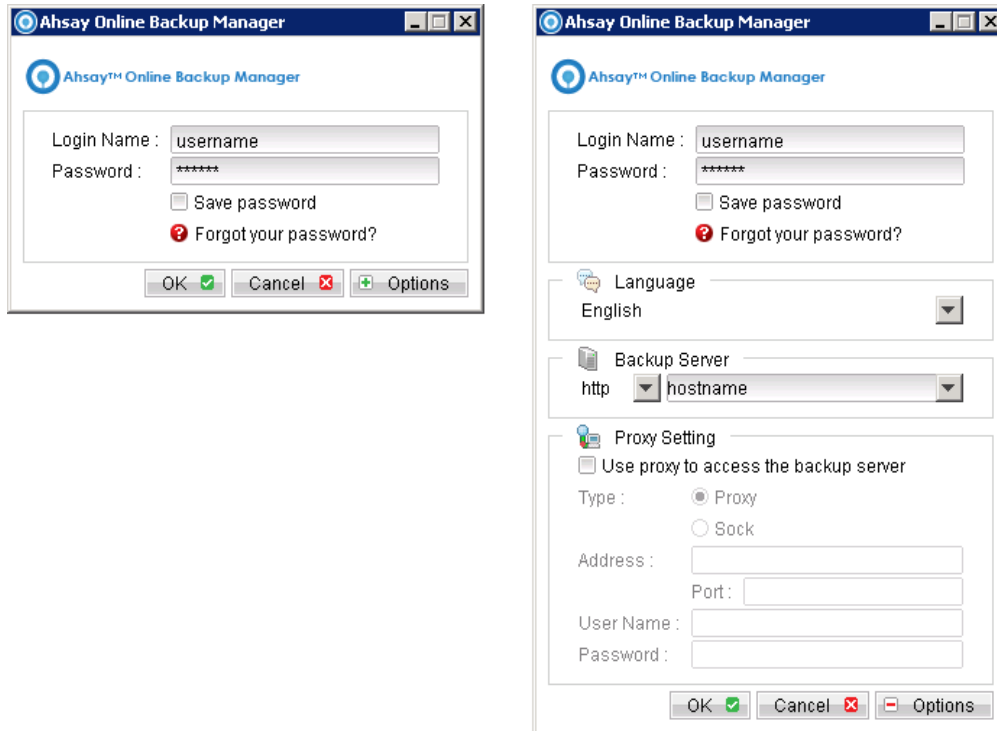 Ahsay Online Backup Manager
Ahsay™ Online Backup Manager
Login Name : username
Password : ******
Save password
Forgot your password?
OK Cancel Options
Ahsay Online Backup Manager
Ahsay™ Online Backup Manager
Login Name : username
Password : ******
Save password
Forgot your password?
Language
English
Backup Server
http hostname
Proxy Setting
Use proxy to access the backup server
Type : Proxy
Sock
Address :
Port :
User Name :
Password :
OK Cancel Options